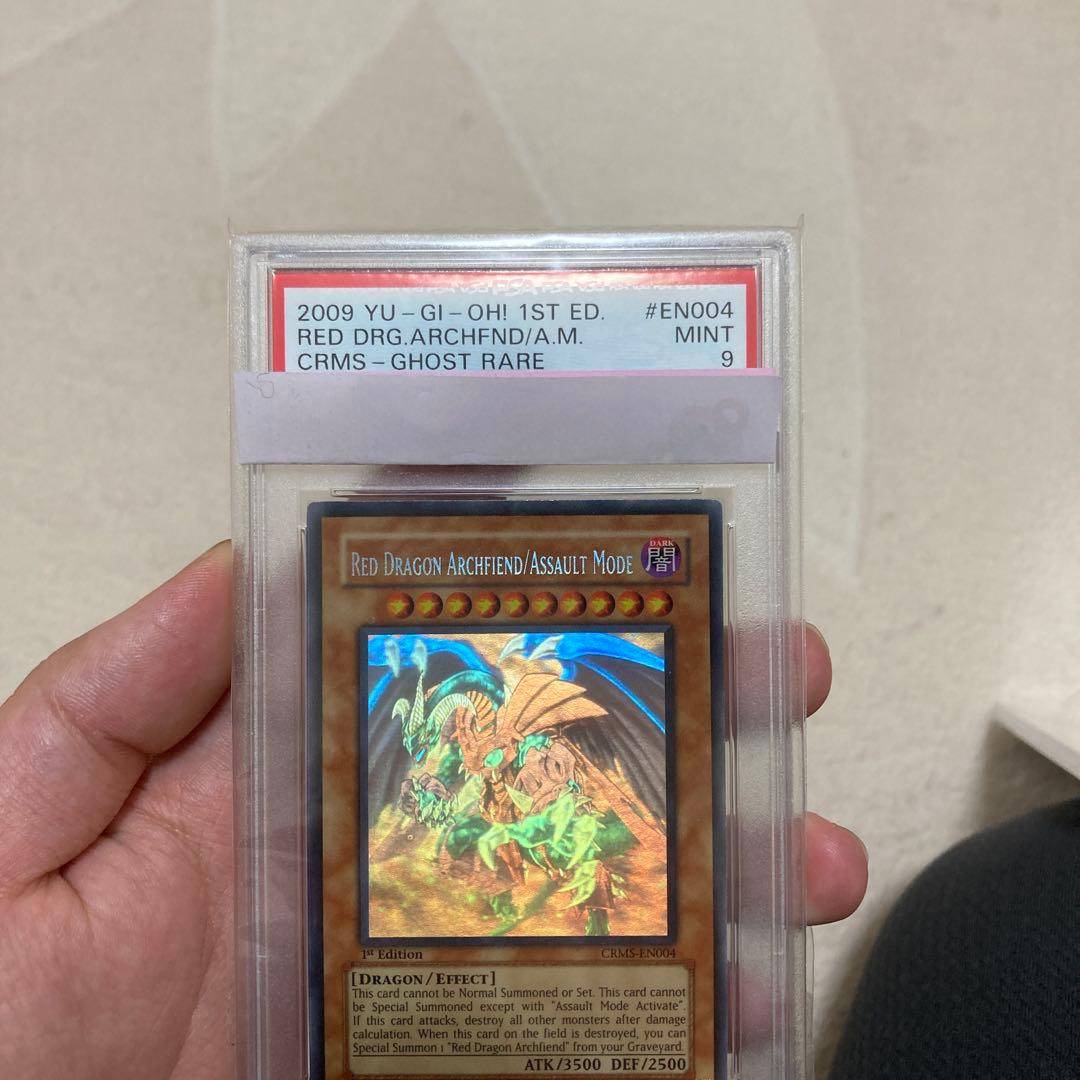 2009 YU-GI-OH! 1ST ED. #EN004
RED DRG.ARCHFND/A.M. MINT
CRMS-GHOST RARE 9
RED DRAGON ARCHFIEND/ASSAULT MODE
DARK
闇
1st Edition CRMS-EN004
[DRAGON/EFFECT]
This card cannot be Normal Summoned or Set. This card cannot
be Special Summoned except with "Assault Mode Activate".
If this card attacks, destroy all other monsters after damage
calculation. When this card on the field is destroyed, you can
Special Summon 1 "Red Dragon Archfiend" from your Graveyard.
ATK/3500 DEF/2500